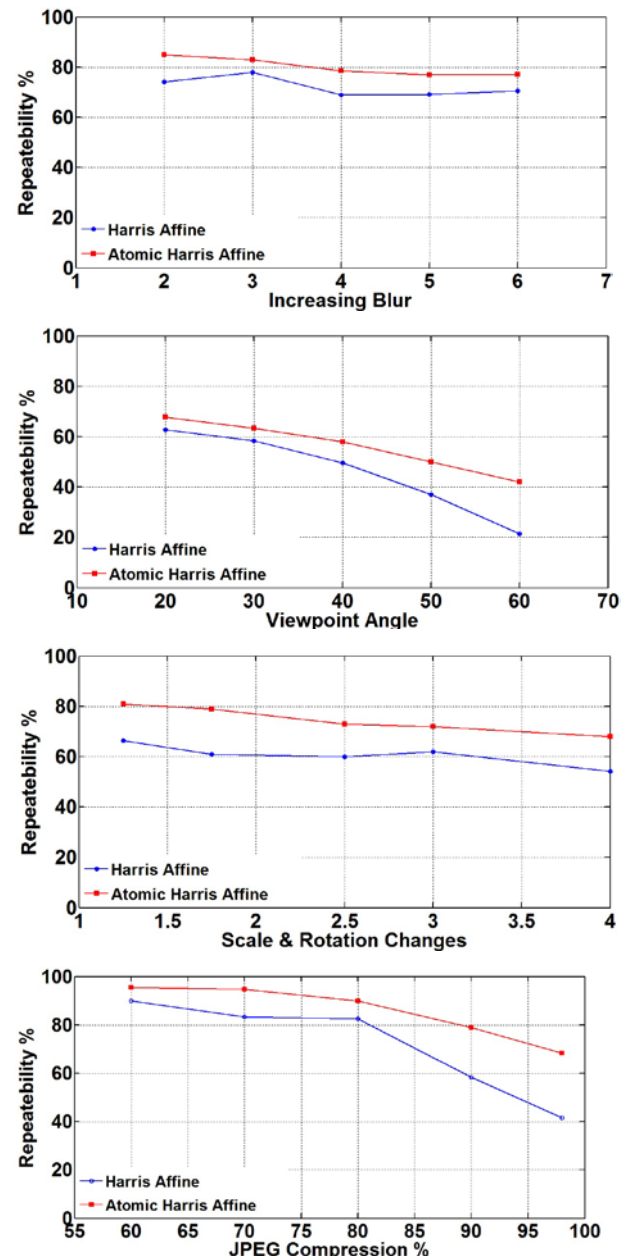 100
80
60
40
20
0
Repeatebility %
Harris Affine
Atomic Harris Affine
1 2 3 4 5 6 7
Increasing Blur
100
80
60
40
20
0
Repeatebility %
Harris Affine
Atomic Harris Affine
10 20 30 40 50 60 70
Viewpoint Angle
100
80
60
40
20
0
Repeatebility %
Harris Affine
Atomic Harris Affine
1 1.5 2 2.5 3 3.5 4
Scale & Rotation Changes
100
80
60
40
20
0
Repeatebility %
Harris Affine
Atomic Harris Affine
55 60 65 70 75 80 85 90 95 100
JPEG Compression %